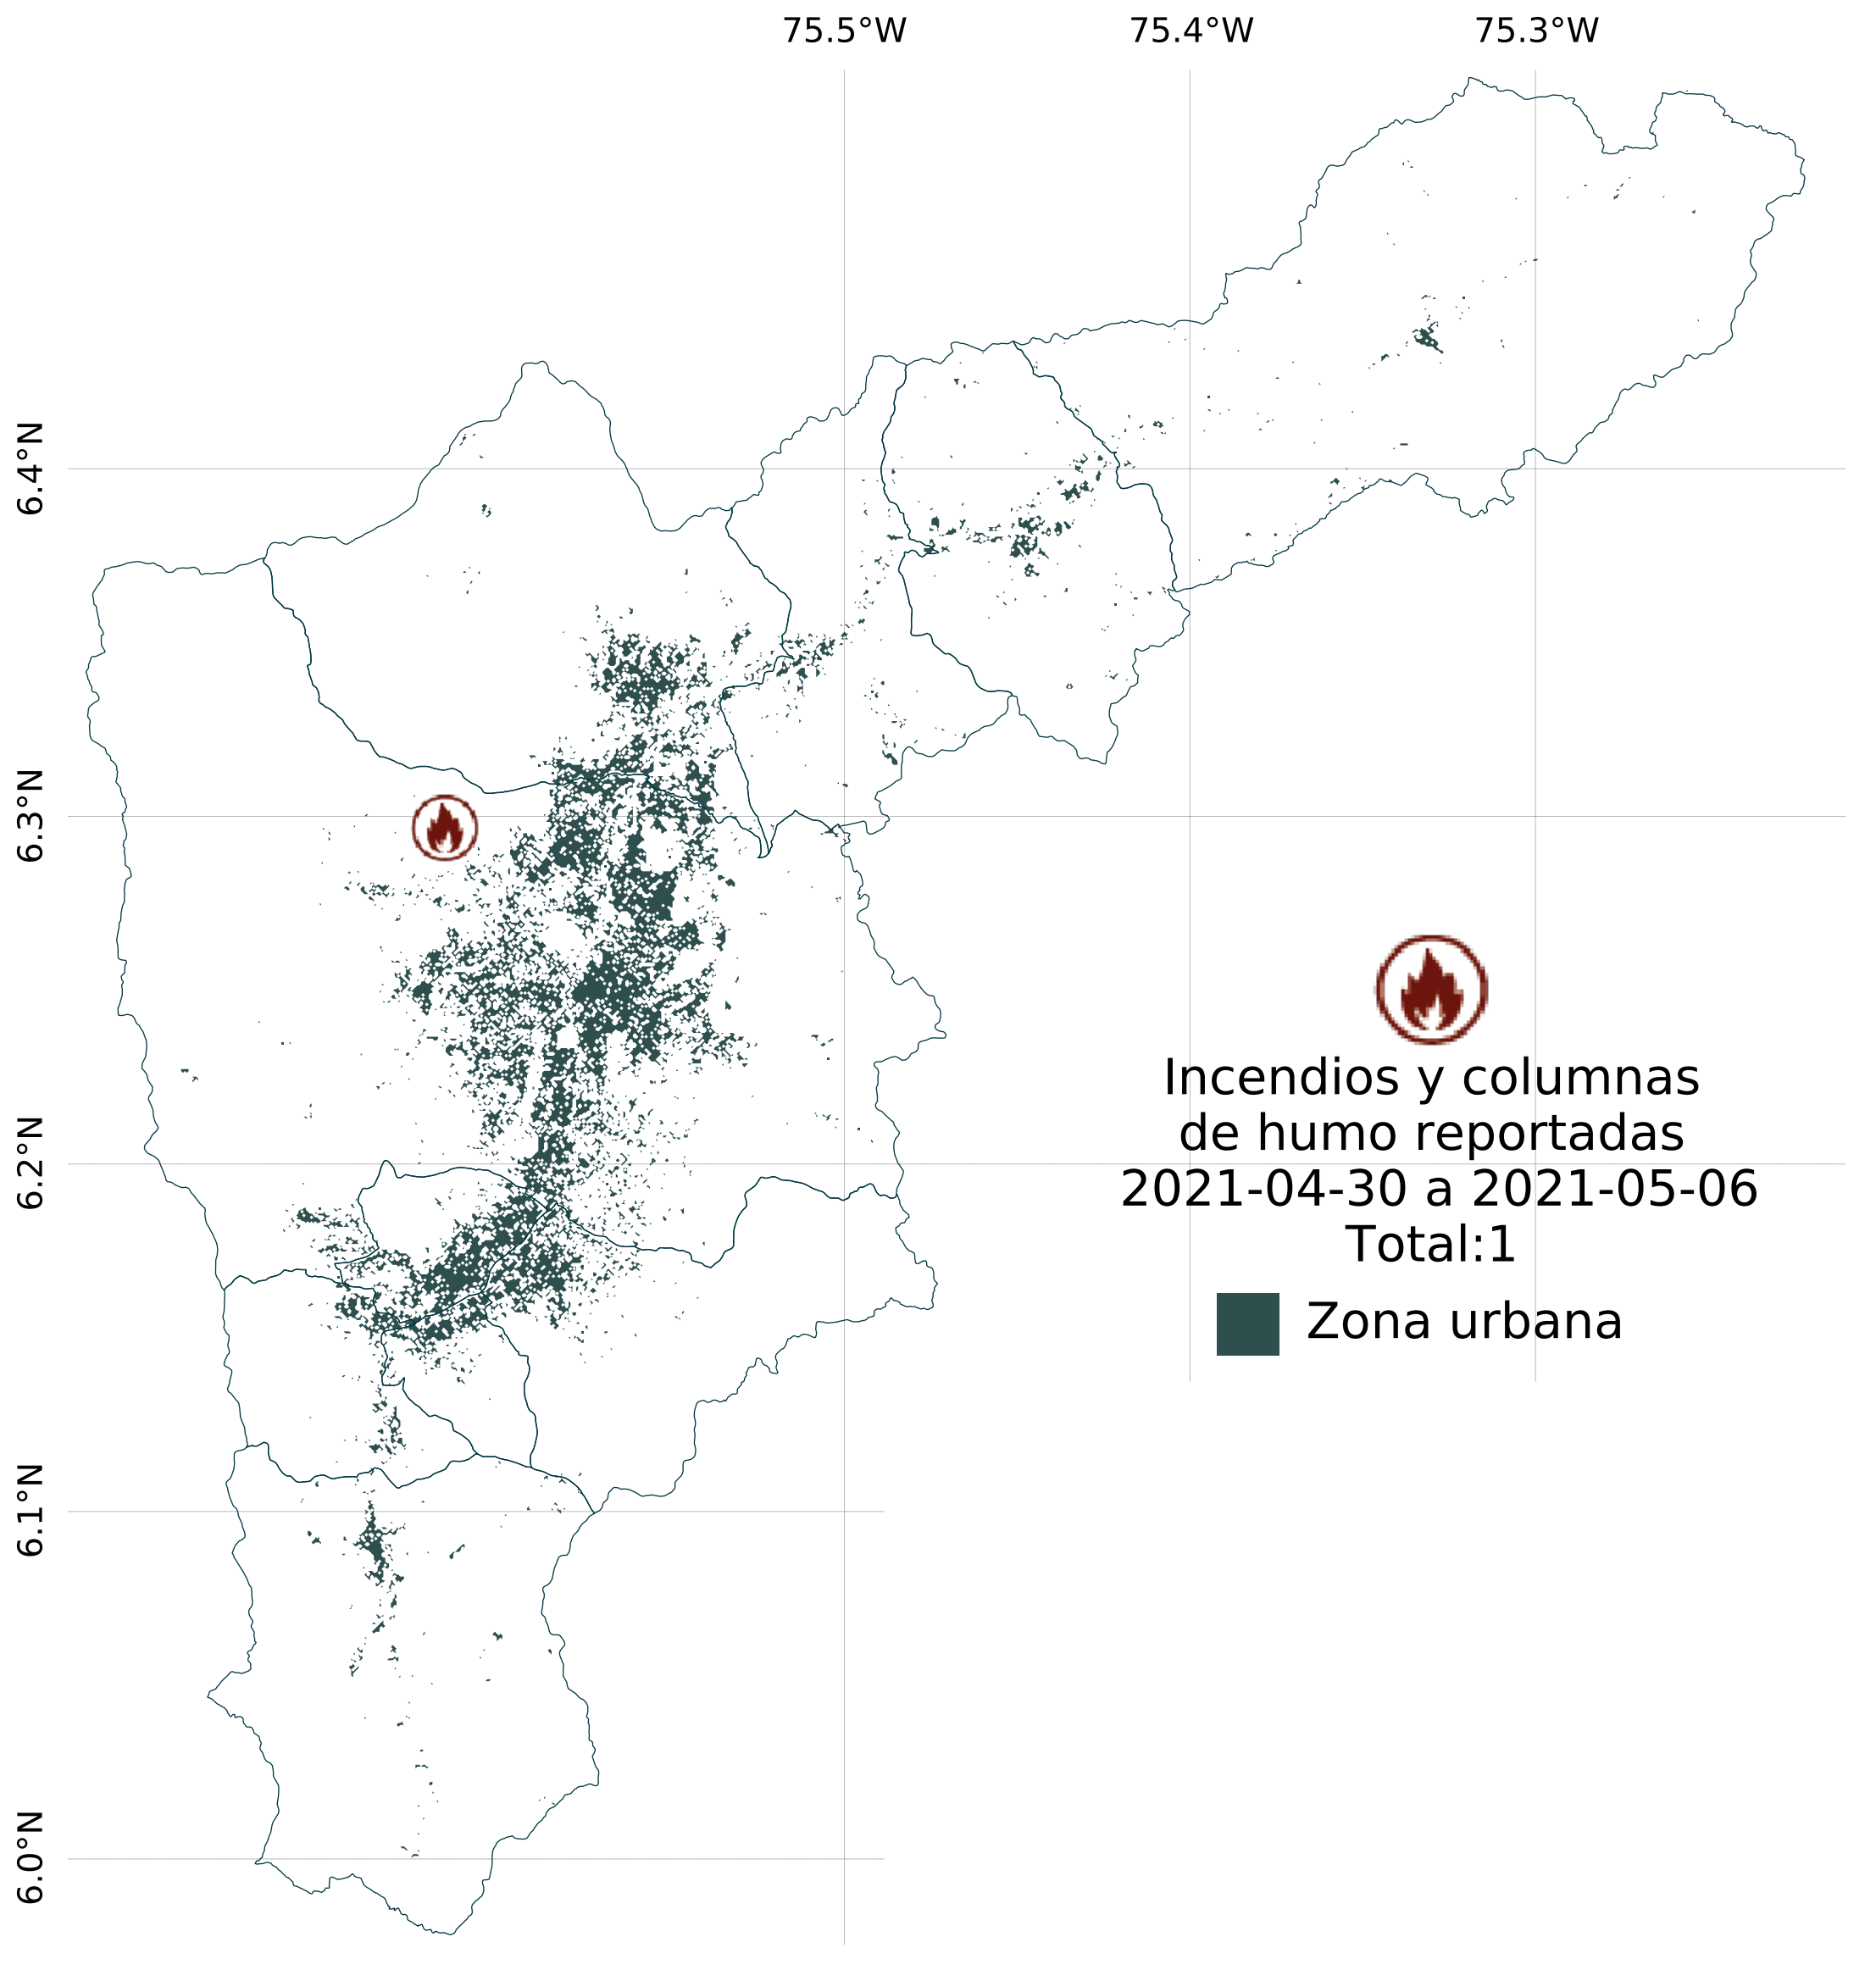 75.5°W
75.4°W
75.3°W
6.4°N
6.3°N
6.2°N
6.1°N
6.0°N
Incendios y columnas
de humo reportadas
2021-04-30 a 2021-05-06
Total:1
Zona urbana